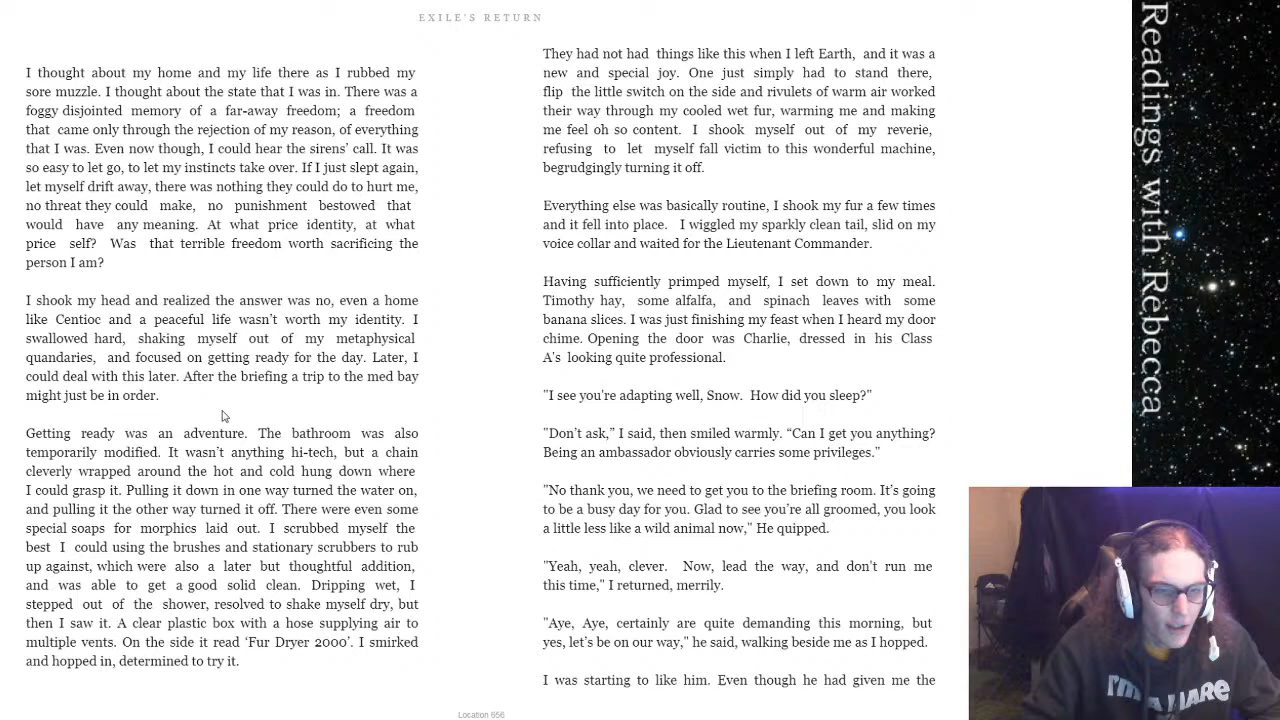 EXILE'S RETURN
I thought about my home and my life there as I rubbed my
sore muzzle. I thought about the state that I was in. There was a
foggy disjointed memory of a far-away freedom; a freedom
that came only through the rejection of my reason, of everything
that I was. Even now though, I could hear the sirens’ call. It was
so easy to let go, to let my instincts take over. If I just slept again,
let myself drift away, there was nothing they could do to hurt me,
no threat they could make, no punishment bestowed that
would have any meaning. At what price identity, at what
price self? Was that terrible freedom worth sacrificing the
person I am?
I shook my head and realized the answer was no, even a home
like Centioc and a peaceful life wasn’t worth my identity. I
swallowed hard, shaking myself out of my metaphysical
quandaries, and focused on getting ready for the day. Later, I
could deal with this later. After the briefing a trip to the med bay
might just be in order.
Getting ready was an adventure. The bathroom was also
temporarily modified. It wasn’t anything hi-tech, but a chain
cleverly wrapped around the hot and cold hung down where
I could grasp it. Pulling it down in one way turned the water on,
and pulling it the other way turned it off. There were even some
special soaps for morphics laid out. I scrubbed myself the
best I could using the brushes and stationary scrubbers to rub
up against, which were also a later but thoughtful addition,
and was able to get a good solid clean. Dripping wet, I
stepped out of the shower, resolved to shake myself dry, but
then I saw it. A clear plastic box with a hose supplying air to
multiple vents. On the side it read ‘Fur Dryer 2000’. I smirked
and hopped in, determined to try it.
They had not had things like this when I left Earth, and it was a
new and special joy. One just simply had to stand there,
flip the little switch on the side and rivulets of warm air worked
their way through my cooled wet fur, warming me and making
me feel oh so content. I shook myself out of my reverie,
refusing to let myself fall victim to this wonderful machine,
begrudgingly turning it off.
Everything else was basically routine, I shook my fur a few times
and it fell into place. I wiggled my sparkly clean tail, slid on my
voice collar and waited for the Lieutenant Commander.
Having sufficiently primped myself, I set down to my meal.
Timothy hay, some alfalfa, and spinach leaves with some
banana slices. I was just finishing my feast when I heard my door
chime. Opening the door was Charlie, dressed in his Class
A's looking quite professional.
"I see you're adapting well, Snow. How did you sleep?"
"Don’t ask,” I said, then smiled warmly. “Can I get you anything?
Being an ambassador obviously carries some privileges."
"No thank you, we need to get you to the briefing room. It’s going
to be a busy day for you. Glad to see you’re all groomed, you look
a little less like a wild animal now," He quipped.
"Yeah, yeah, clever. Now, lead the way, and don't run me
this time," I returned, merrily.
"Aye, Aye, certainly are quite demanding this morning, but
yes, let’s be on our way," he said, walking beside me as I hopped.
I was starting to like him. Even though he had given me the
Location 656
Readings with Rebecca
I'M A HARE